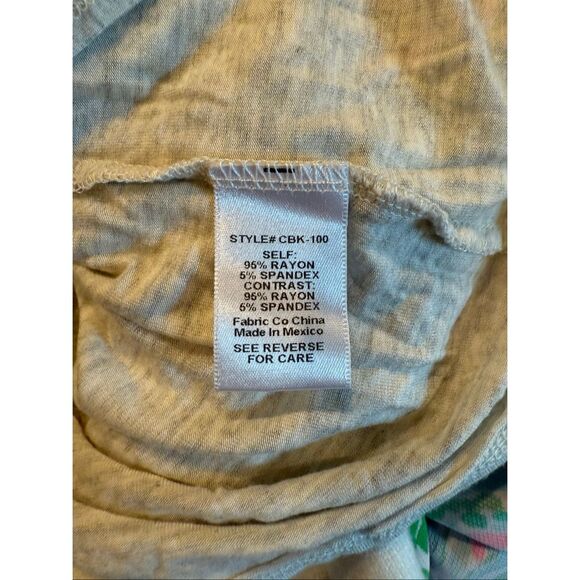 STYLE# CBK-100
SELF:
95% RAYON
5% SPANDEX
CONTRAST:
95% RAYON
5% SPANDEX
Fabric Co China
Made In Mexico
SEE REVERSE
FOR CARE